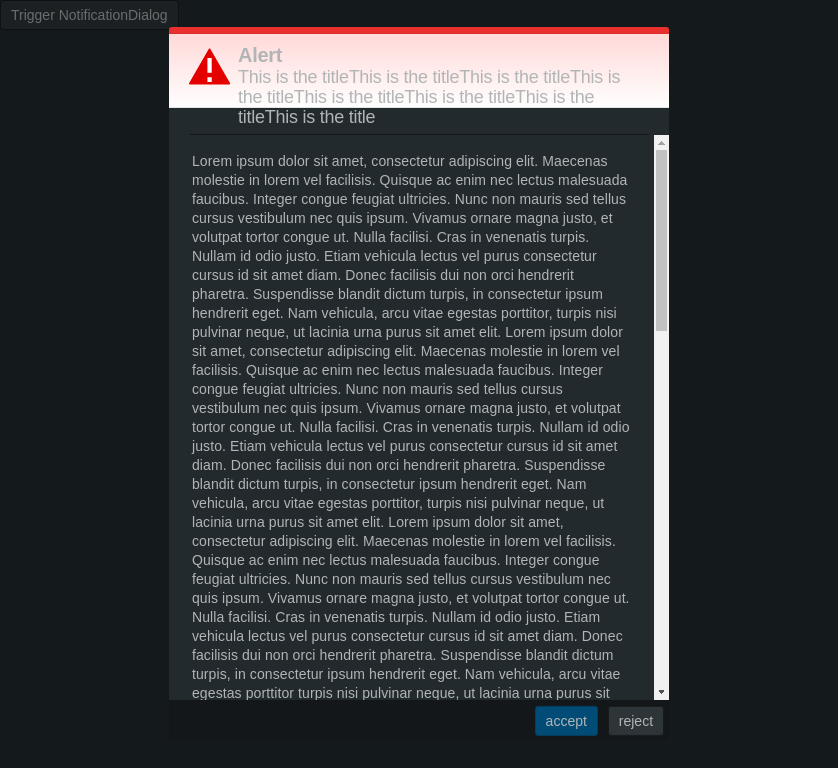 Trigger NotificationDialog
Alert
This is the titleThis is the titleThis is the titleThis is
the titleThis is the titleThis is the titleThis is the
titleThis is the title
Lorem ipsum dolor sit amet, consectetur adipiscing elit. Maecenas
molestie in lorem vel facilisis. Quisque ac enim nec lectus malesuada
faucibus. Integer congue feugiat ultricies. Nunc non mauris sed tellus
cursus vestibulum nec quis ipsum. Vivamus ornare magna justo, et
volutpat tortor congue ut. Nulla facilisi. Cras in venenatis turpis.
Nullam id odio justo. Etiam vehicula lectus vel purus consectetur
cursus id sit amet diam. Donec facilisis dui non orci hendrerit
pharetra. Suspendisse blandit dictum turpis, in consectetur ipsum
hendrerit eget. Nam vehicula, arcu vitae egestas porttitor, turpis nisi
pulvinar neque, ut lacinia urna purus sit amet elit. Lorem ipsum dolor
sit amet, consectetur adipiscing elit. Maecenas molestie in lorem vel
facilisis. Quisque ac enim nec lectus malesuada faucibus. Integer
congue feugiat ultricies. Nunc non mauris sed tellus cursus
vestibulum nec quis ipsum. Vivamus ornare magna justo, et volutpat
tortor congue ut. Nulla facilisi. Cras in venenatis turpis. Nullam id odio
justo. Etiam vehicula lectus vel purus consectetur cursus id sit amet
diam. Donec facilisis dui non orci hendrerit pharetra. Suspendisse
blandit dictum turpis, in consectetur ipsum hendrerit eget. Nam
vehicula, arcu vitae egestas porttitor, turpis nisi pulvinar neque, ut
lacinia urna purus sit amet elit. Lorem ipsum dolor sit amet,
consectetur adipiscing elit. Maecenas molestie in lorem vel facilisis.
Quisque ac enim nec lectus malesuada faucibus. Integer congue
feugiat ultricies. Nunc non mauris sed tellus cursus vestibulum nec
quis ipsum. Vivamus ornare magna justo, et volutpat tortor congue ut.
Nulla facilisi. Cras in venenatis turpis. Nullam id odio justo. Etiam
vehicula lectus vel purus consectetur cursus id sit amet diam. Donec
facilisis dui non orci hendrerit pharetra. Suspendisse blandit dictum
turpis, in consectetur ipsum hendrerit eget. Nam vehicula, arcu vitae
egestas porttitor turpis nisi pulvinar neque, ut lacinia urna purus sit
accept
reject